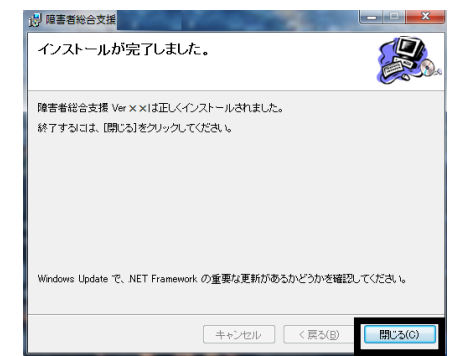 障害者総合支援
インストールが完了しました。
障害者総合支援 Ver ××は正しくインストールされました。
終了するには、[閉じる]をクリックしてください。
Windows Update で、.NET Framework の重要な更新があるかどうかを確認してください。
キャンセル < 戻る(B) 閉じる(C)